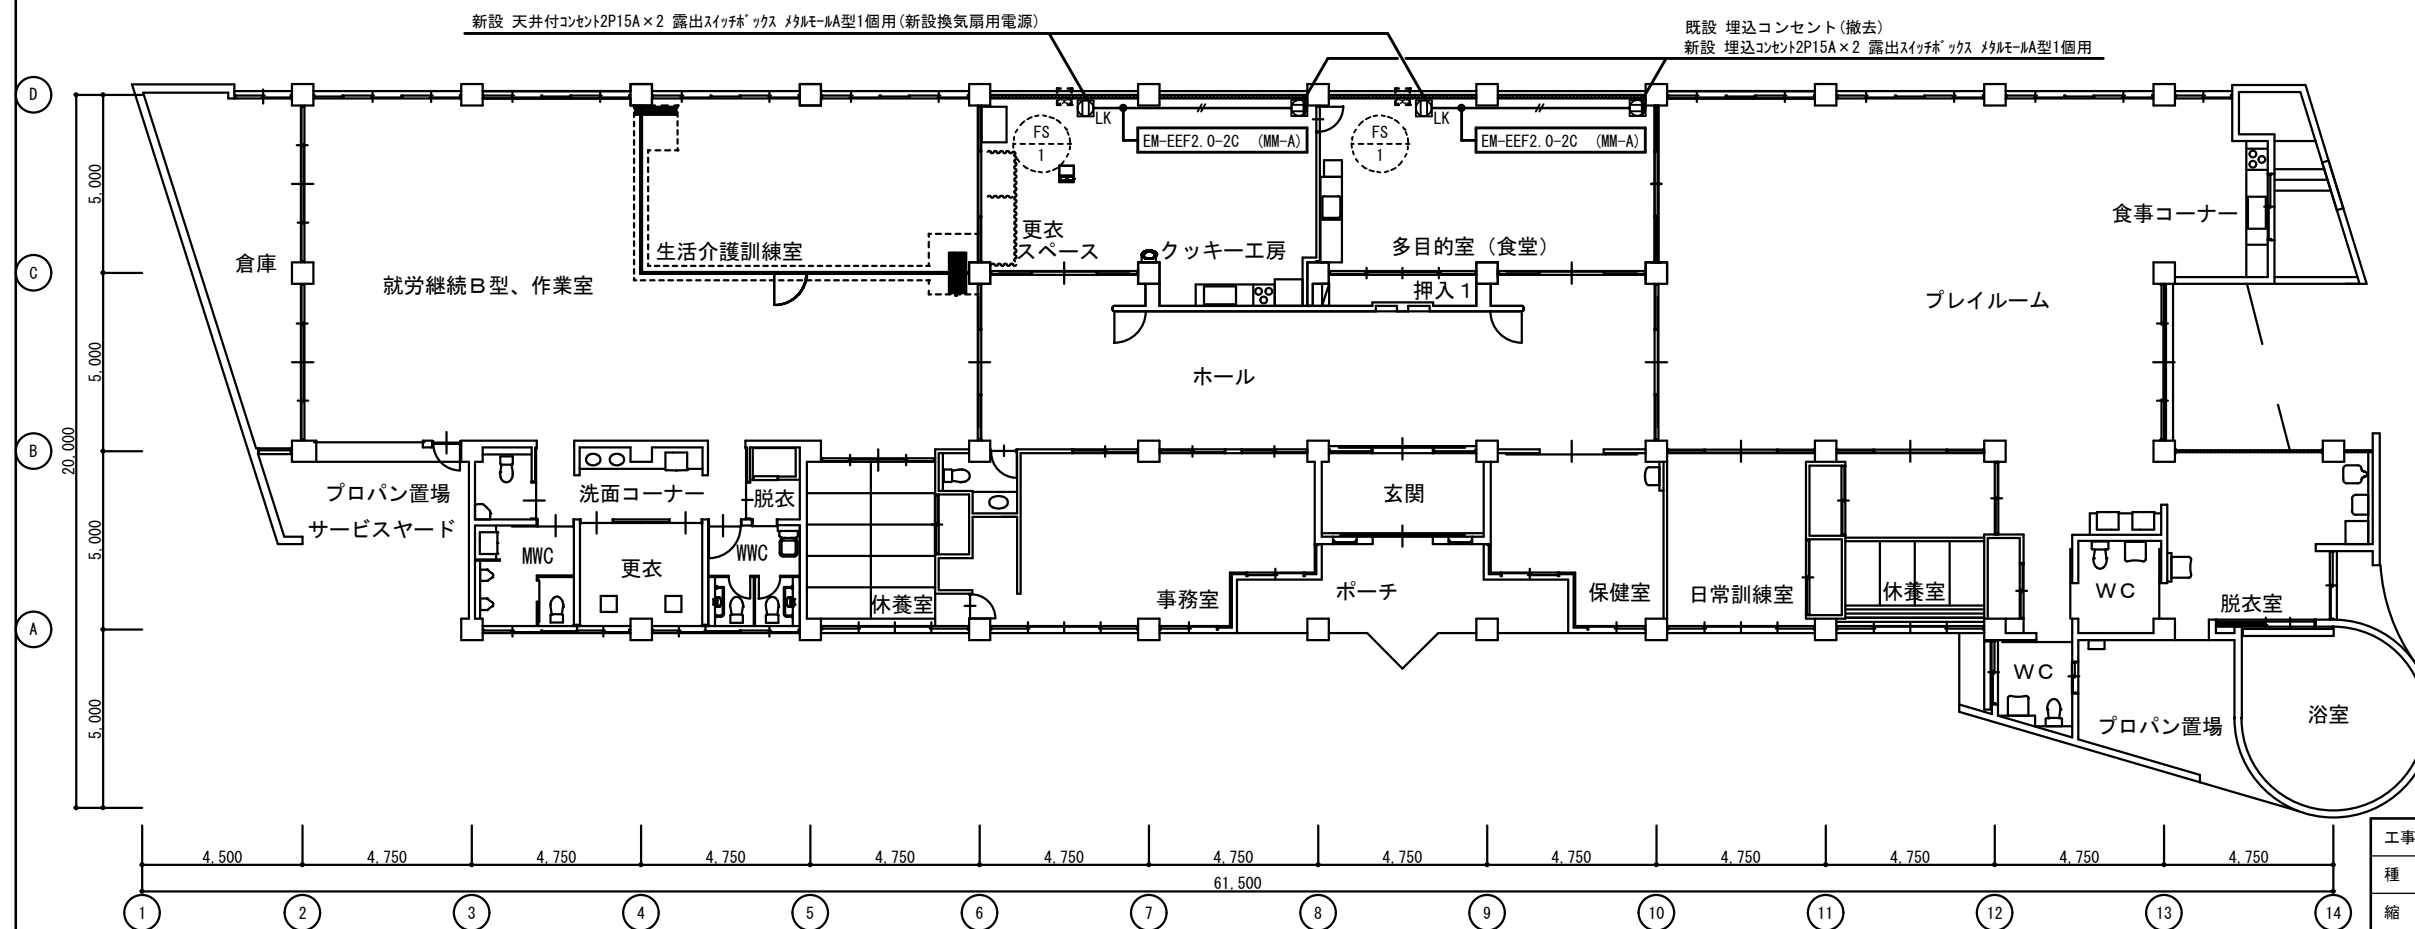 新設 天井付ｺﾝｾﾝﾄ2P15A×2 露出ｽｲｯﾁﾎﾞｯｸｽ ﾒﾀﾙﾓｰﾙA型1個用(新設換気扇用電源)
既設 埋込コンセント(撤去)
新設 埋込ｺﾝｾﾝﾄ2P15A×2 露出ｽｲｯﾁﾎﾞｯｸｽ ﾒﾀﾙﾓｰﾙA型1個用
D
LK
LK
FS
1
EM-EEF2.0-2C (MM-A)
FS
1
EM-EEF2.0-2C (MM-A)
5,000
食事コーナー
更衣
スペース
クッキー工房
多目的室（食堂）
生活介護訓練室
倉庫
C
就労継続Ｂ型、作業室
押入１
プレイルーム
5,000
ホール
B
20,000
プロパン置場
サービスヤード
洗面コーナー
脱衣
玄関
5,000
MWC
更衣
WWC
休養室
事務室
ポーチ
保健室
日常訓練室
休養室
ＷＣ
脱衣室
A
ＷＣ
プロパン置場
浴室
5,000
4,500
4,750
4,750
4,750
4,750
4,750
4,750
4,750
4,750
4,750
4,750
4,750
4,750
61,500
1
2
3
4
5
6
7
8
9
10
11
12
13
14
工事
種
縮